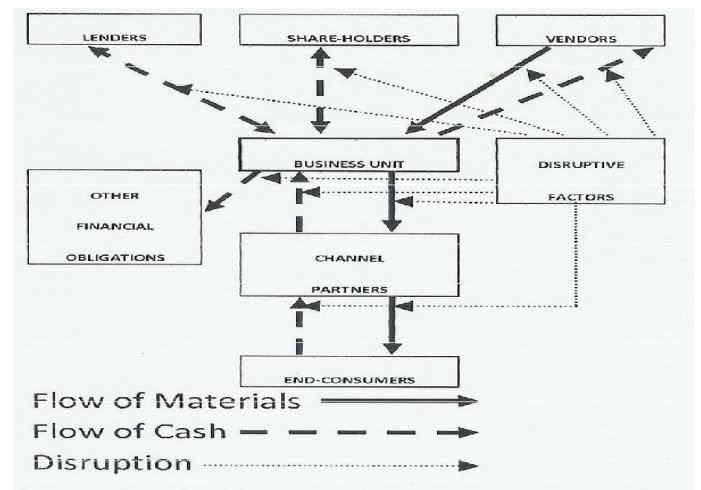 LENDERS
SHARE-HOLDERS
VENDORS
BUSINESS UNIT
DISRUPTIVE
FACTORS
OTHER
FINANCIAL
OBLIGATIONS
CHANNEL
PARTNERS
END-CONSUMERS
Flow of Materials
Flow of Cash
Disruption